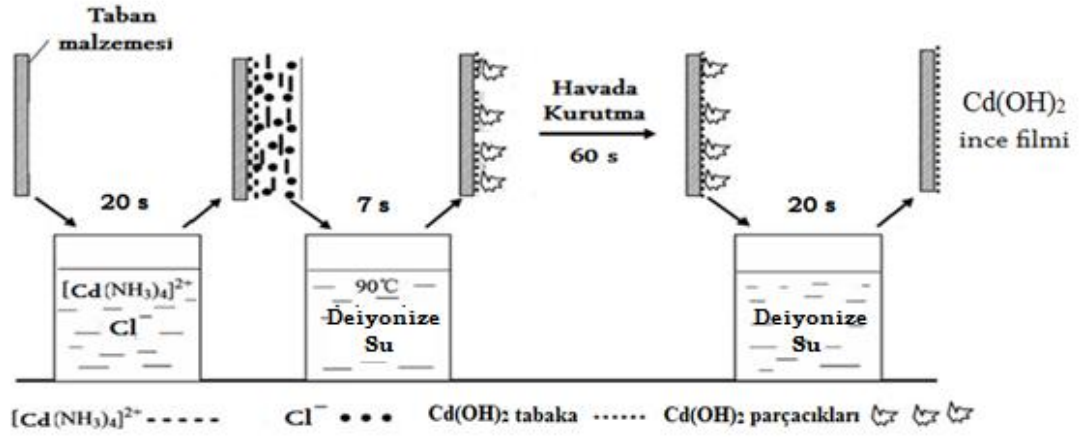 Taban
malzemesi
20 s
7 s
Havada
Kurutma
60 s
20 s
Cd(OH)₂
ince filmi
[Cd(NH₃)₄]²⁺
Cl⁻
90℃
Deiyonize
Su
Deiyonize
Su
[Cd(NH₃)₄]²⁺ Cl⁻ Cd(OH)₂ tabaka Cd(OH)₂ parçacıkları